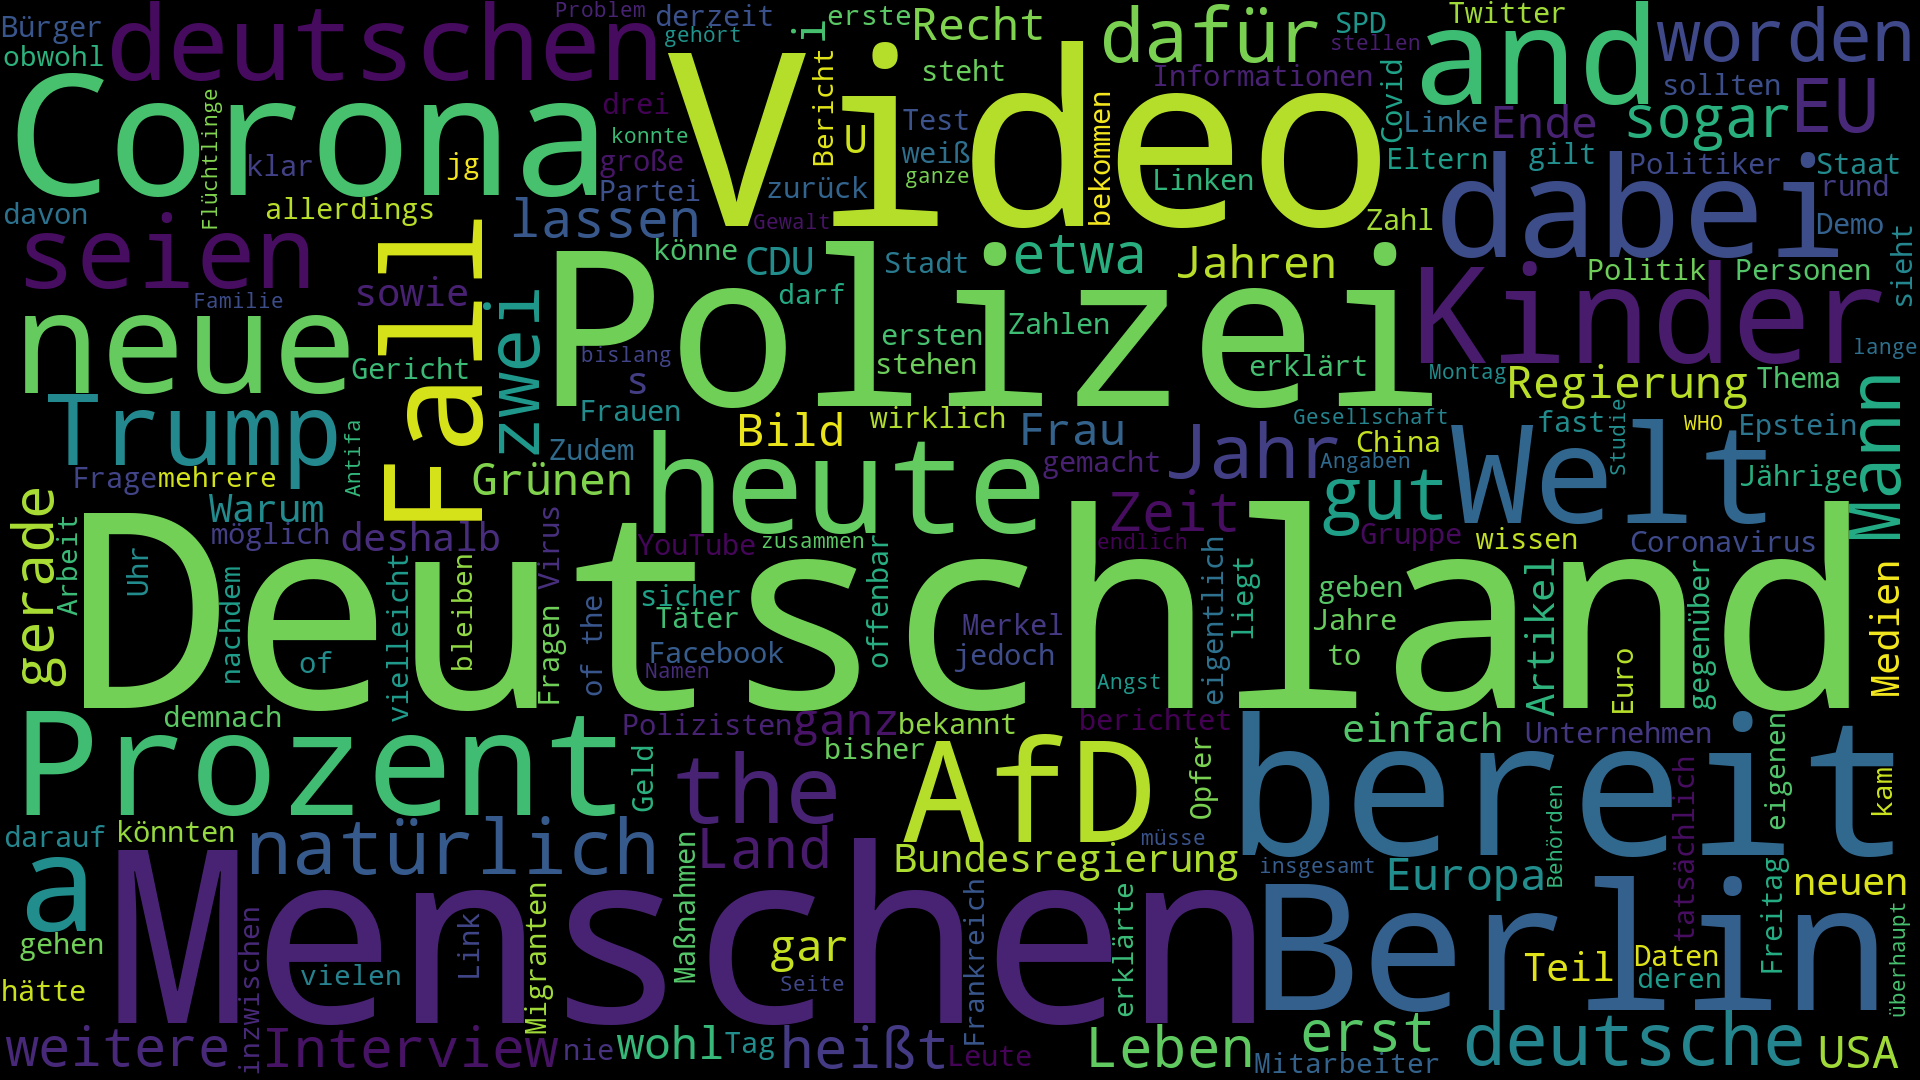 Bürger
deutschen
Problem
derzeit
gehört
i
erste
Recht
dafür
SPD
stellen
Twitter
and
worden
obwohl
Corona
Flüchtlinge
klar
jg
drei
konnte
große
Partei
Video
Bericht
U
steht
Test
weiß
ganze
zurück
Gewalt
bekommen
Informationen
Linken
Covid
Linke
Eltern
Ende
gilt
sogar
sollten
EU
dabei
Politiker
Staat
rund
Demo
sieht
davon
allerdings
seien
Fall
lassen
könne
CDU
Stadt
darf
etwa
Jahren
Zahl
Politik
Personen
Familie
sowie
zwei
neue
Gericht
Polizei
bislang
s
Frauen
ersten
stehen
Zahlen
erklärt
Kinder
lange
Montag
Regierung
Thema
Mann
Trump
Antifa
Frage
mehrere
Warum
möglich
Grünen
Zudem
Bild
wirklich
Frau
gemacht
Jahr
Gesellschaft
China
Angaben
Welt
fast
Studie
WHO
Epstein
Jährige
heute
Zeit
gut
Gruppe
wissen
Coronavirus
gerade
Arbeit
Uhr
deshalb
Virus
YouTube
zusammen
endlich
Deutschland
nachdem
vielleicht
bleiben
Fragen
of
of the
sicher
Täter
Facebook
Namen
offenbar
Merkel
jedoch
Angst
eigentlich
liegt
geben
Jahre
to
Artikel
Euro
gegenüber
Medien
Prozent
demnach
Polizisten
ganz
bekannt
bisher
berichtet
Geld
the
AfD
Opfer
einfach
Unternehmen
bereit
eigenen
kam
darauf
könnten
natürlich
Land
Bundesregierung
müsse
insgesamt
Europa
Behörden
tatsächlich
Freitag
neuen
a
Menschen
Maßnahmen
gar
Seite
Frankreich
erklärte
Berlin
Teil
Daten
deren
überhaupt
gehen
hätte
inzwischen
vielen
Link
Migranten
weitere
Interview
nie
wohl
Tag
heißt
Leute
Leben
erst
Mitarbeiter
deutsche
USA